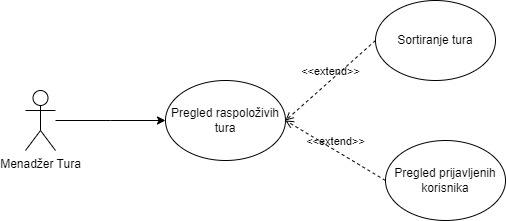 Sortiranje tura
<<extend>>
Pregled raspoloživih
tura
<<extend>>
Menadžer Tura
Pregled prijavljenih
korisnika